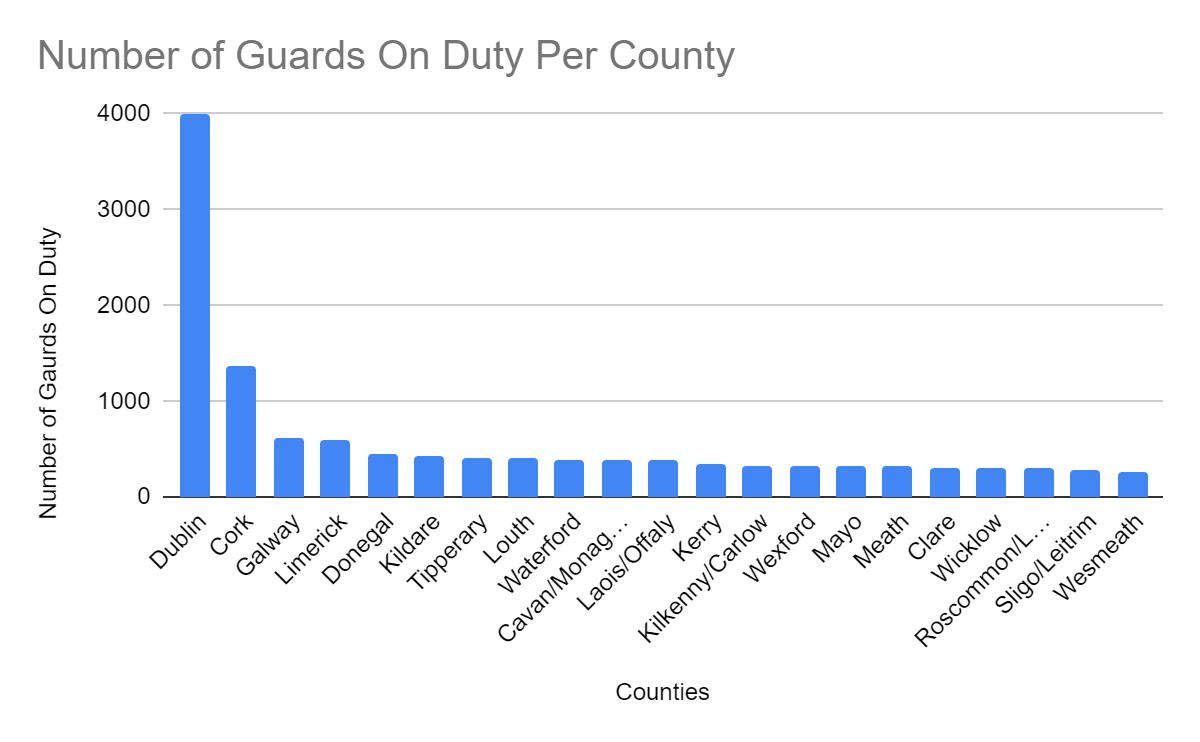 Number of Guards On Duty Per County
Number of Gaurds On Duty
4000
3000
2000
1000
0
Dublin
Cork
Galway
Limerick
Donegal
Kildare
Tipperary
Louth
Waterford
Cavan/Monag…
Laois/Offaly
Kerry
Kilkenny/Carlow
Wexford
Mayo
Meath
Clare
Wicklow
Roscommon/L…
Sligo/Leitrim
Wesmeath
Counties